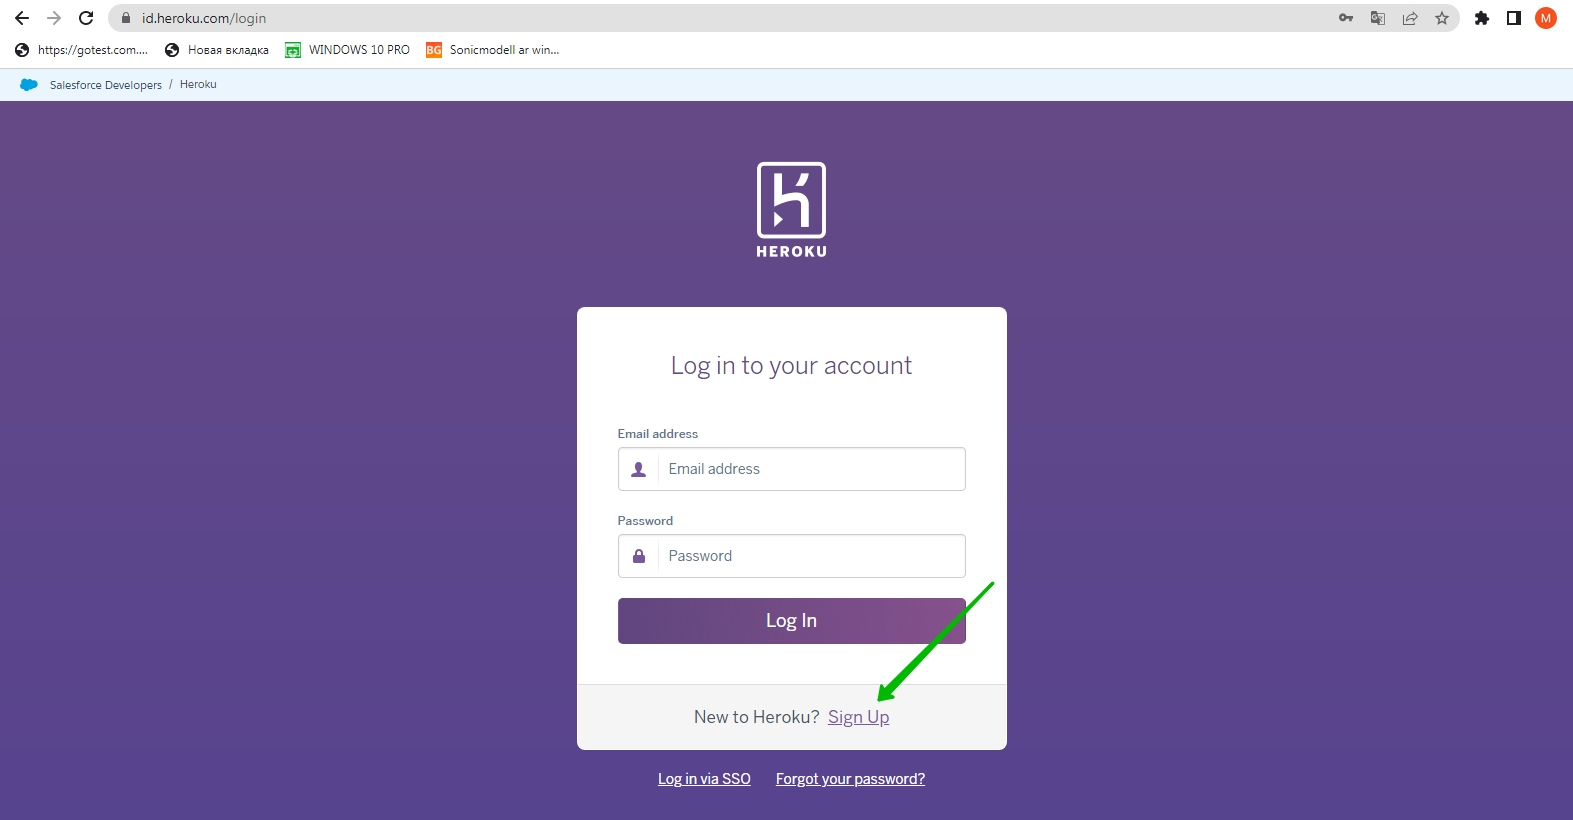 id.heroku.com/login
M
https://gotest.com.... Новая вкладка WINDOWS 10 PRO BG Sonicmodell ar win...
Salesforce Developers / Heroku
HEROKU
Log in to your account
Email address
Email address
Password
Password
Log In
New to Heroku? Sign Up
Log in via SSO Forgot your password?